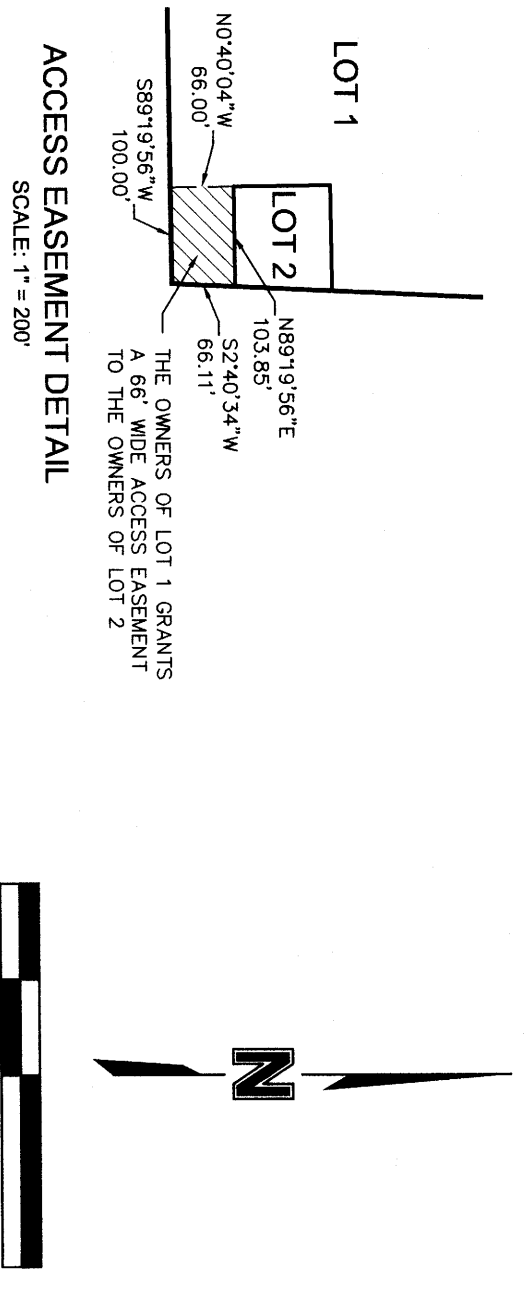 LOT 1
N0°40'04"W
66.00'
LOT 2
N89°19'56"E
103.85'
S2°40'34"W
66.11'
S89°19'56"W
100.00'
THE OWNERS OF LOT 1 GRANTS
A 66' WIDE ACCESS EASEMENT
TO THE OWNERS OF LOT 2
ACCESS EASEMENT DETAIL
SCALE: 1" = 200'
N